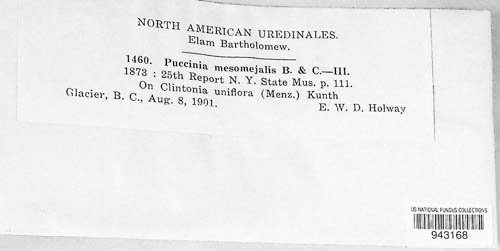 NORTH AMERICAN UREDINALES.
Elam Bartholomew.
1460. Puccinia mesomejalis B. & C.—III.
1873 : 25th Report N. Y. State Mus. p. 111.
On Clintonia uniflora (Menz.) Kunth
Glacier, B. C., Aug. 8, 1901. E. W. D. Holway
US NATIONAL FUNGUS COLLECTIONS
943168